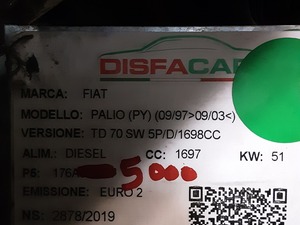 DISFACAR
MARCA: FIAT
MODELLO: PALIO (PY) (09/97>09/03<)
VERSIONE: TD 70 SW 5P/D/1698CC
ALIM.: DIESEL CC: 1697 KW: 51
P6: 176A 5000
EMISSIONE: EURO 2
NS: 2878/2019